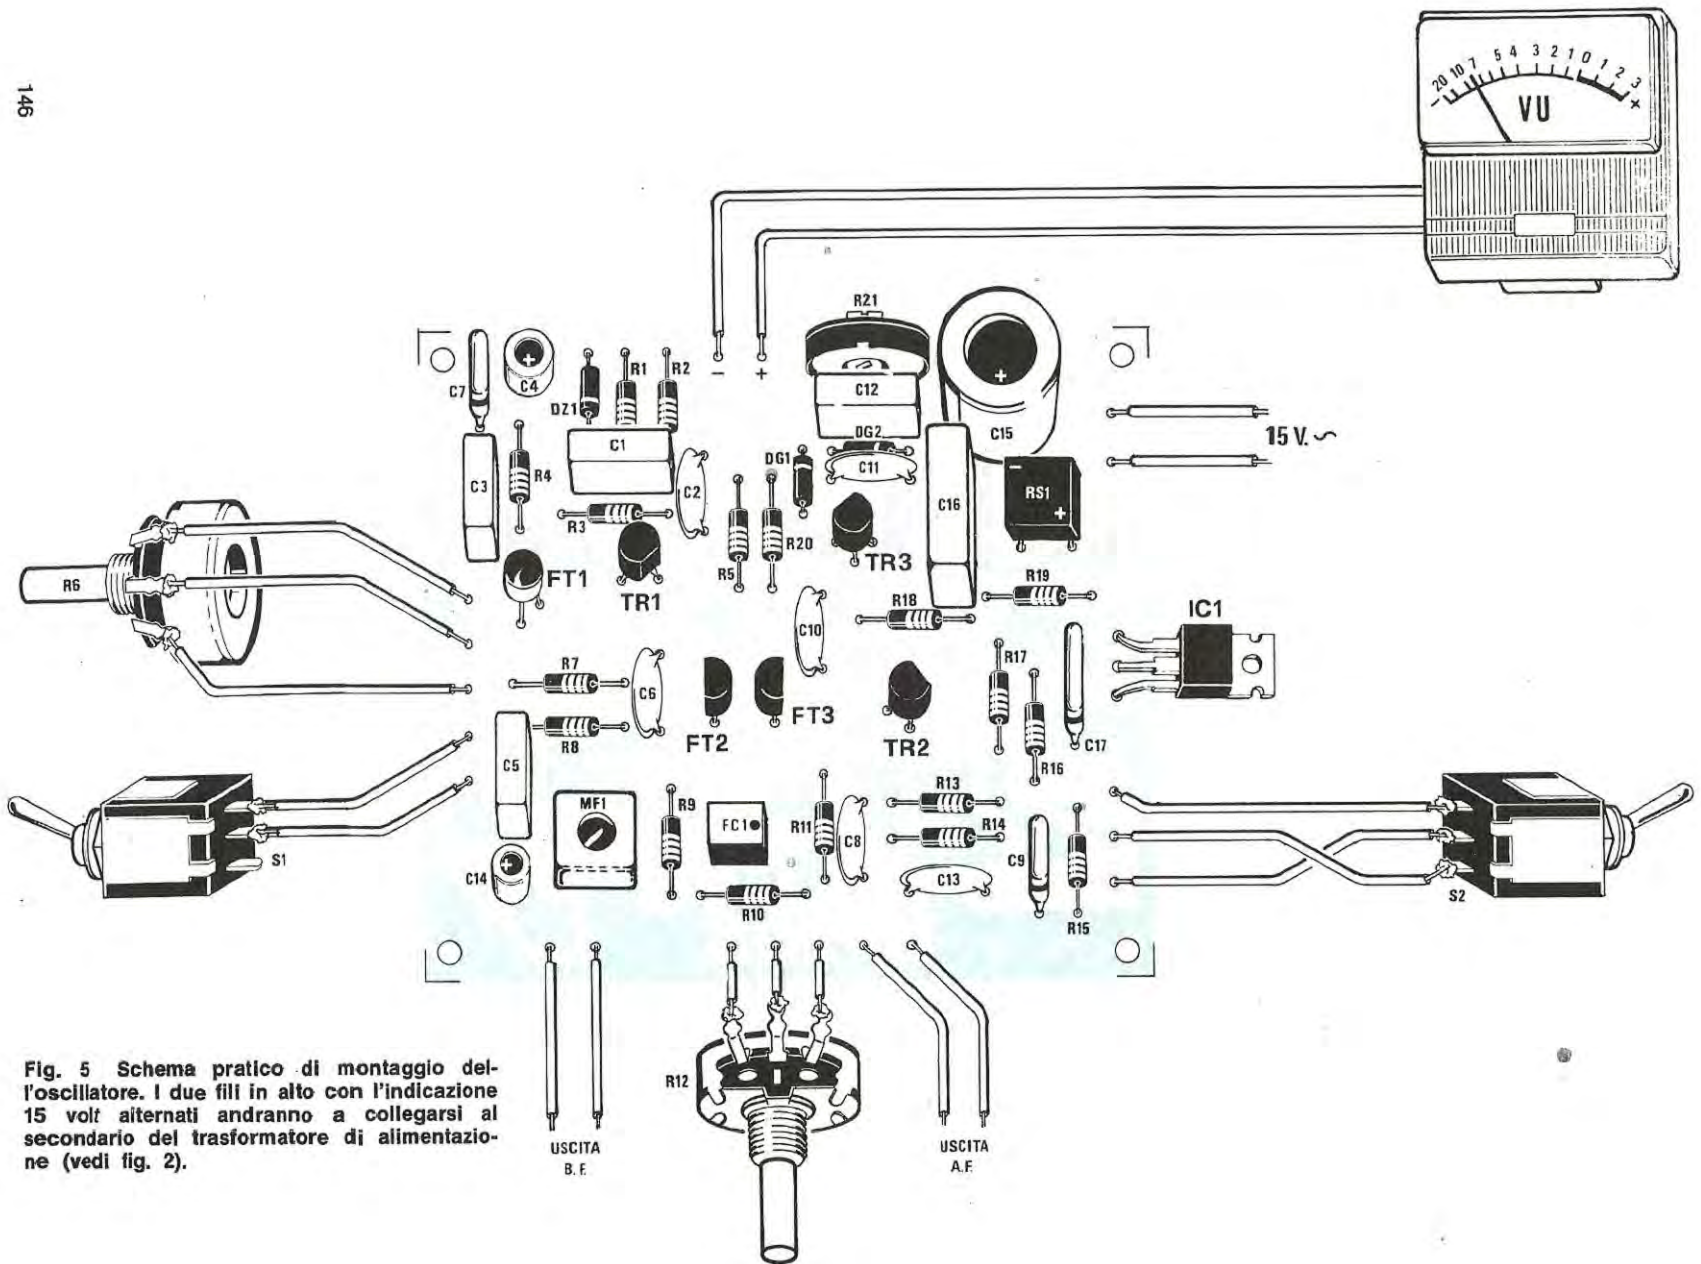 146
20 10 7 5 4 3 2 1 0 1 2 3
- +
VU
- +
R21
C7
C4
DZ1
R1
R2
C12
C15
15 V. ~
C3
R4
C1
C2
DG1
DG2
C11
C16
RS1
- +
R3
R5
R20
TR3
R6
FT1
TR1
C10
R18
R19
IC1
R7
C6
R8
FT2
FT3
TR2
R17
R16
C17
C5
MF1
R9
FC1
R11
C8
R13
R14
C9
S1
C14
R10
C13
R15
S2
R12
USCITA
B.F.
USCITA
A.F.
Fig. 5 Schema pratico di montaggio del-
l'oscillatore. I due fili in alto con l'indicazione
15 volt alternati andranno a collegarsi al
secondario del trasformatore di alimentazio-
ne (vedi fig. 2).